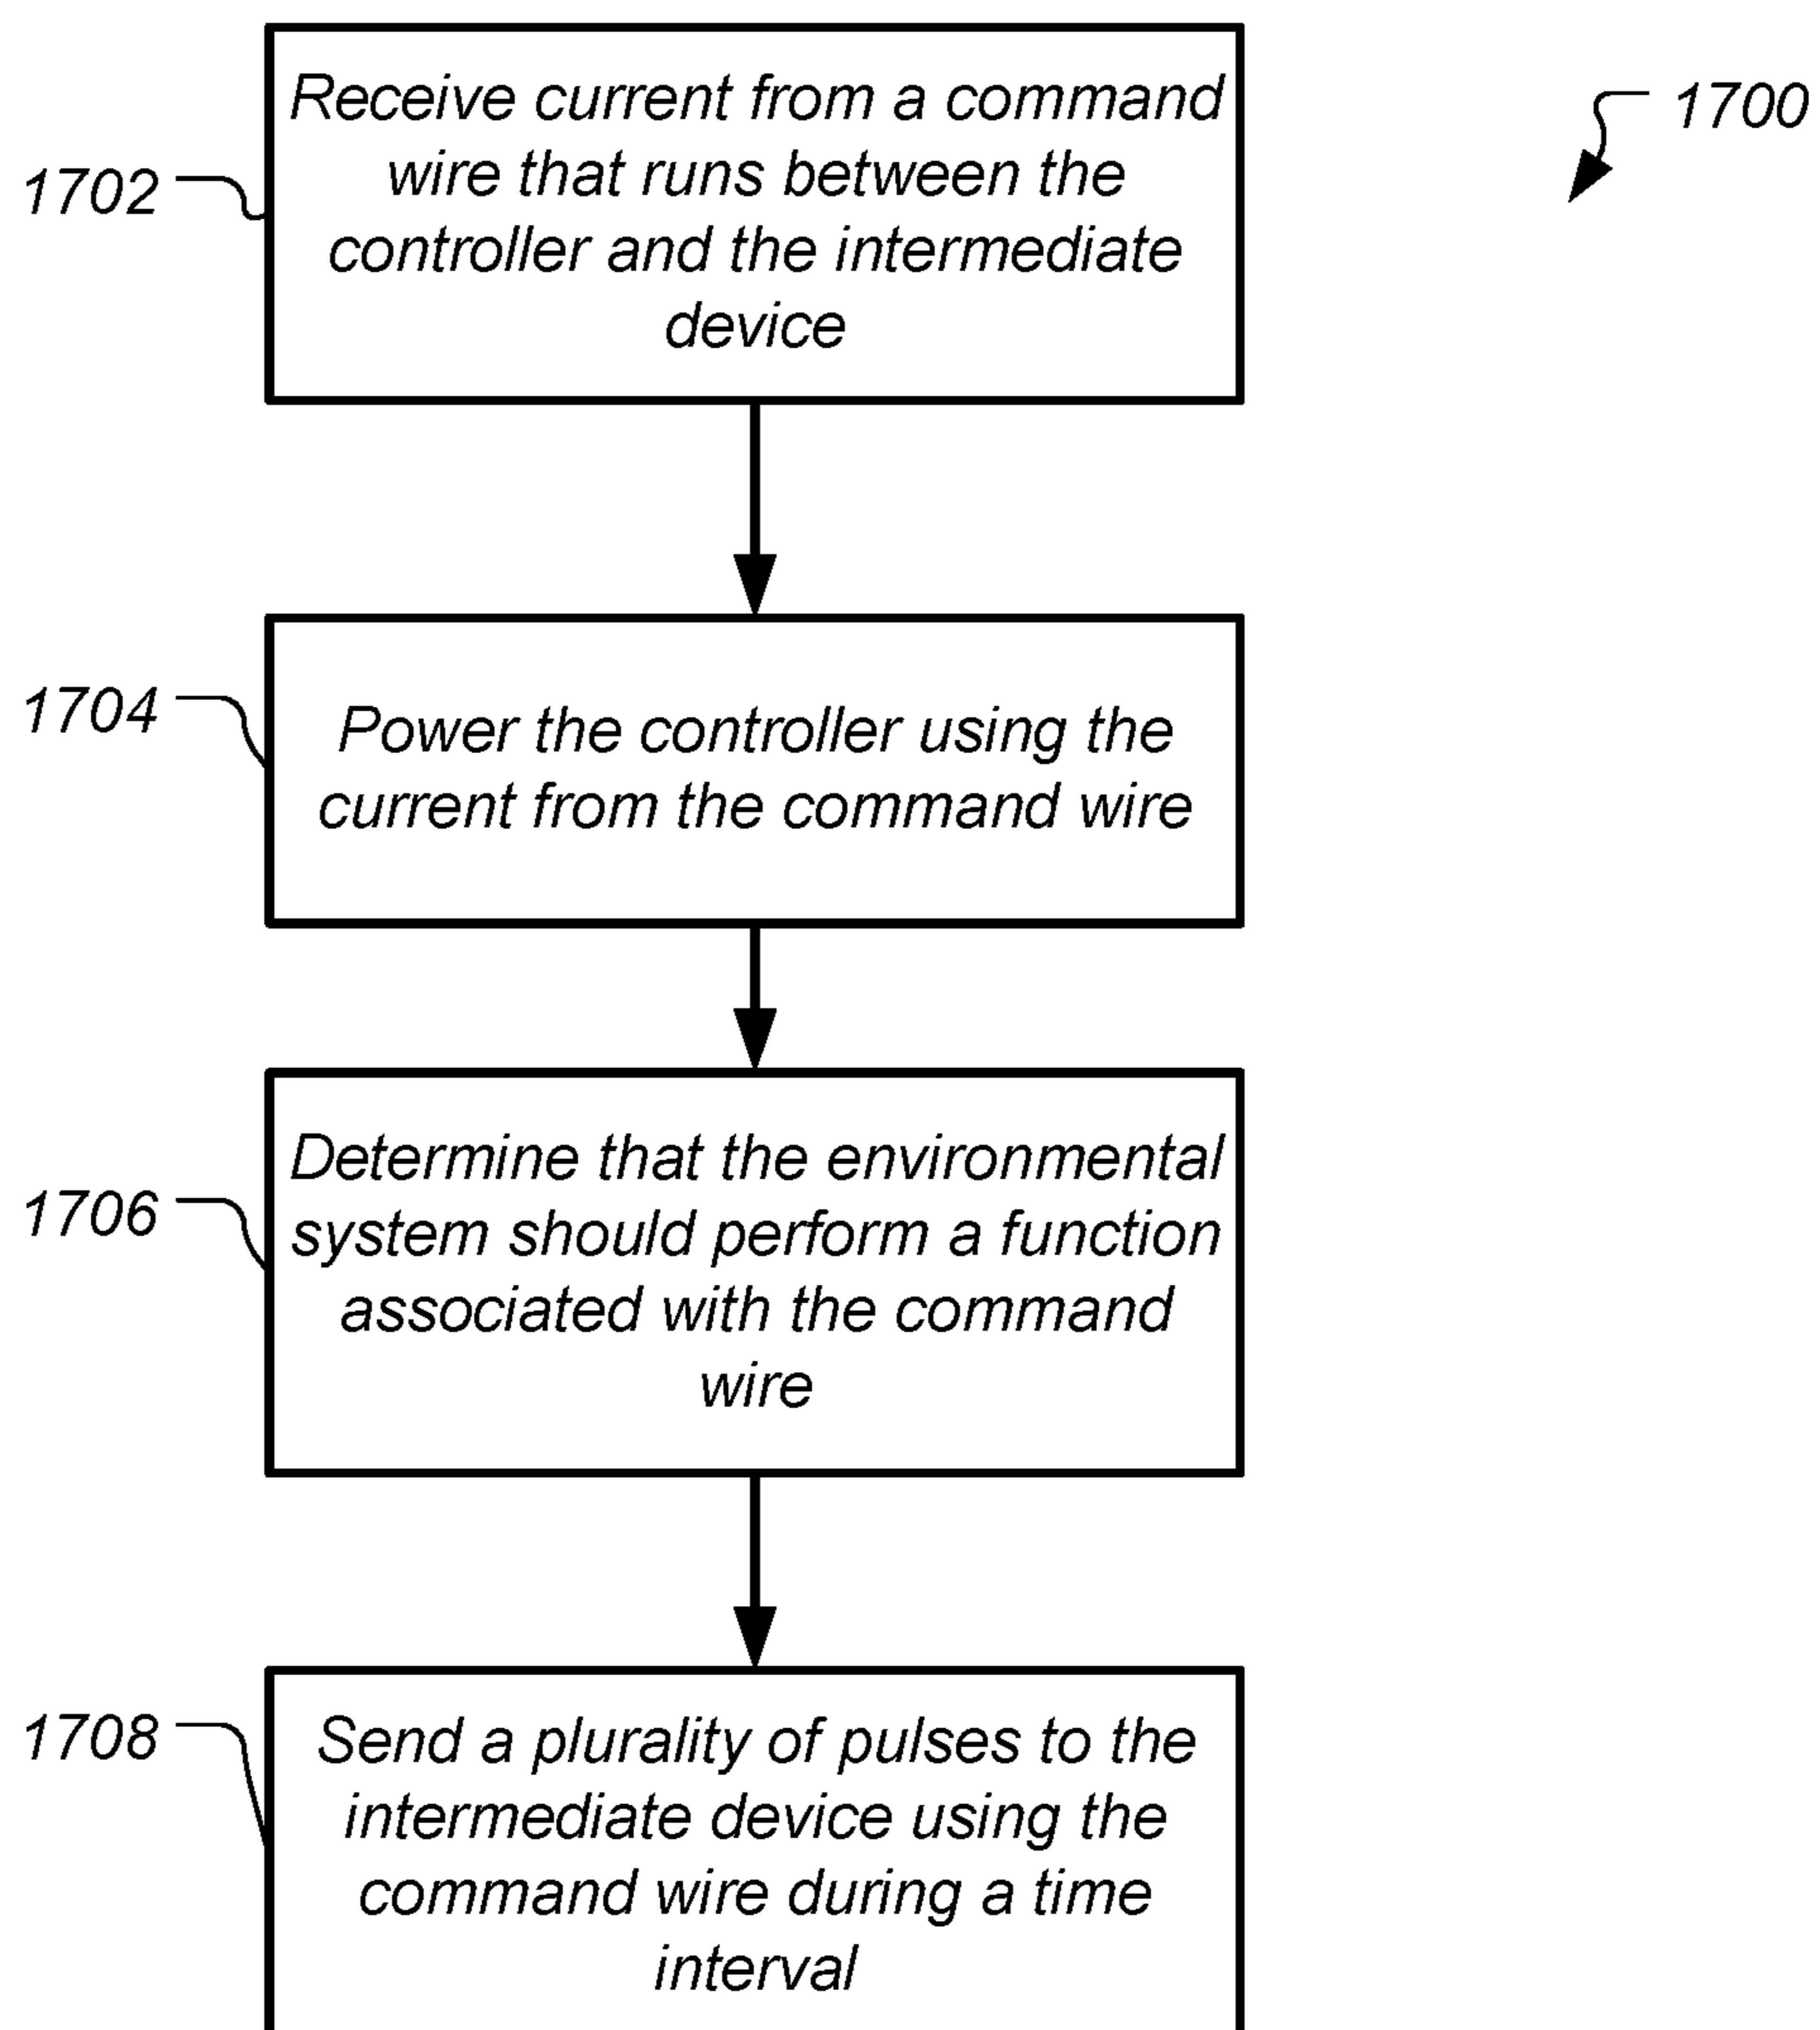 1700
1702
Receive current from a command
wire that runs between the
controller and the intermediate
device
1704
Power the controller using the
current from the command wire
1706
Determine that the environmental
system should perform a function
associated with the command
wire
1708
Send a plurality of pulses to the
intermediate device using the
command wire during a time
interval